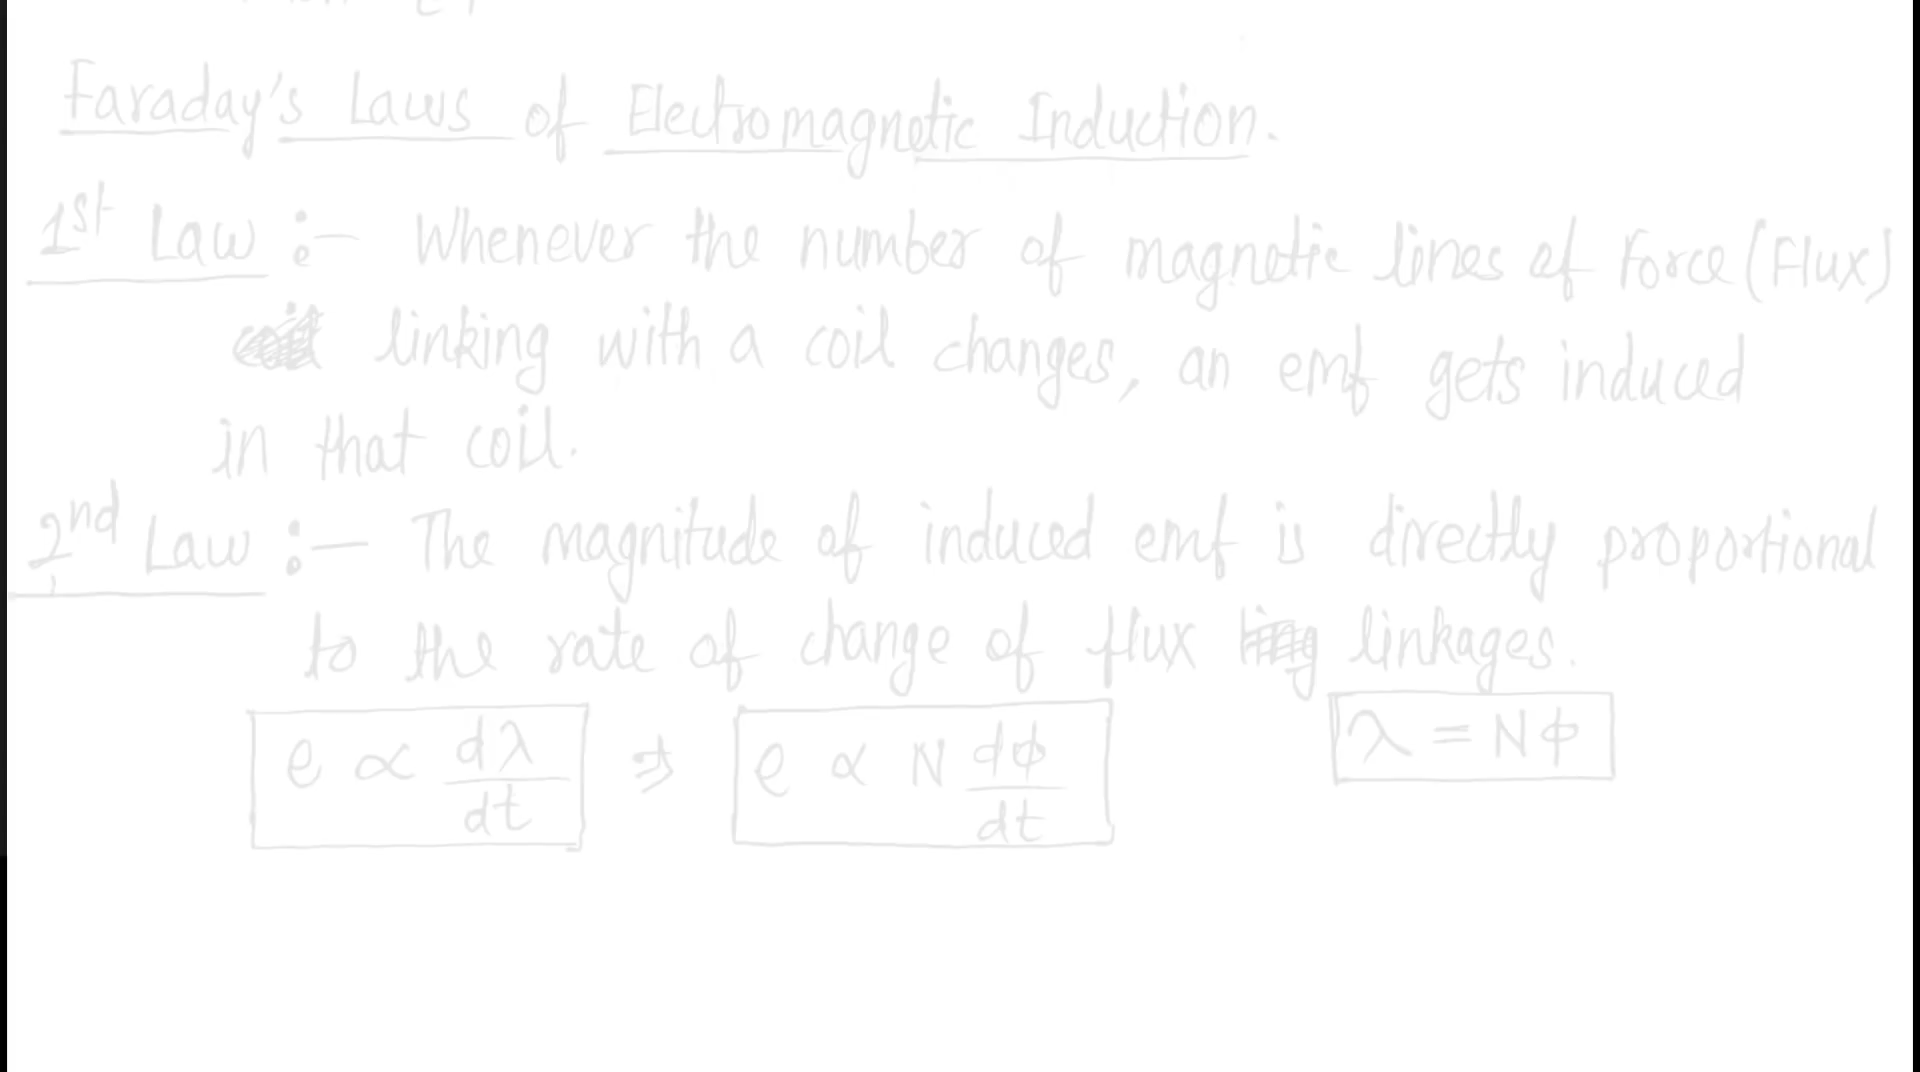 Faraday's Laws of Electromagnetic Induction.
1st Law :- Whenever the number of magnetic lines of Force (Flux)
linking with a coil changes, an emf gets induced
in that coil.
2nd Law :- The magnitude of induced emf is directly proportional
to the rate of change of flux linkages.
e ∝ dλ/dt ⇒ e ∝ N dϕ/dt λ = Nϕ